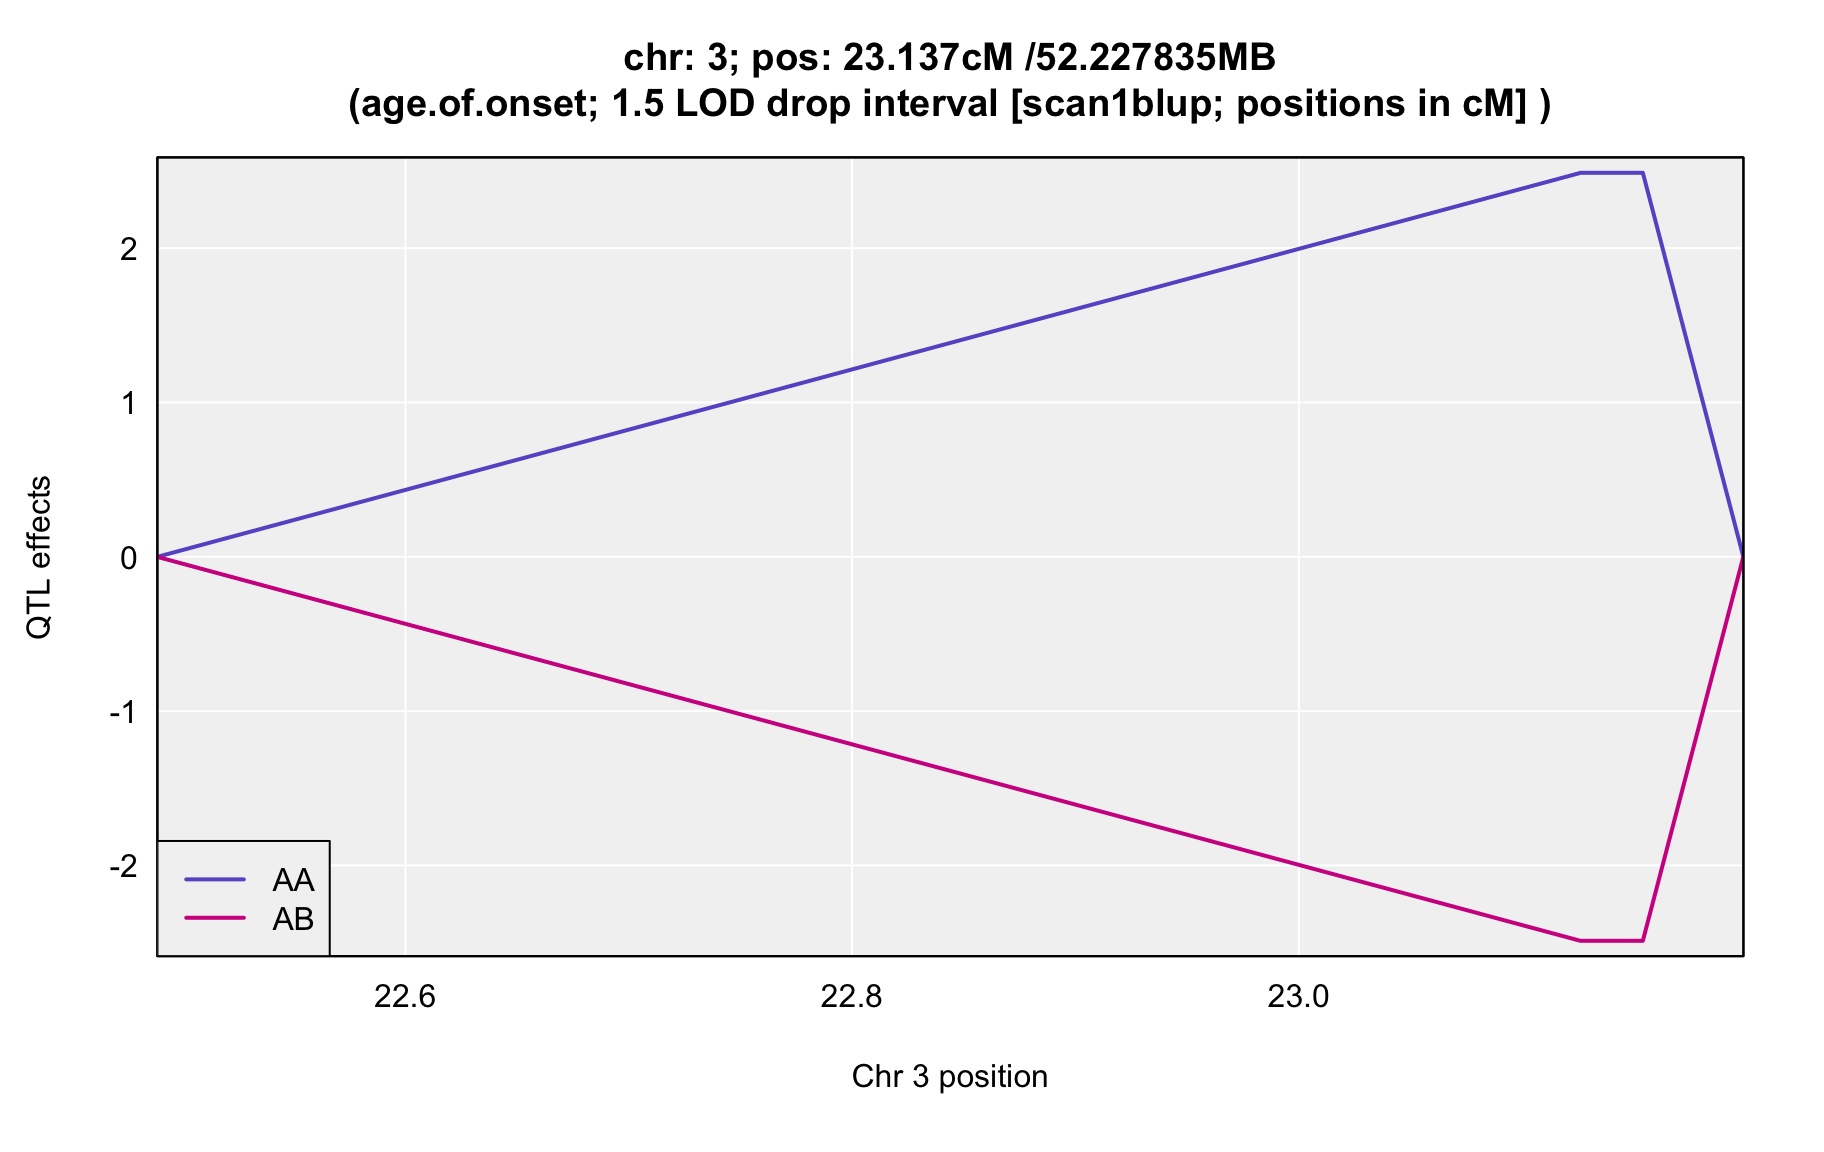 chr: 3; pos: 23.137cM /52.227835MB
(age.of.onset; 1.5 LOD drop interval [scan1blup; positions in cM] )
QTL effects
2
1
0
-1
-2
AA
AB
22.6
22.8
23.0
Chr 3 position